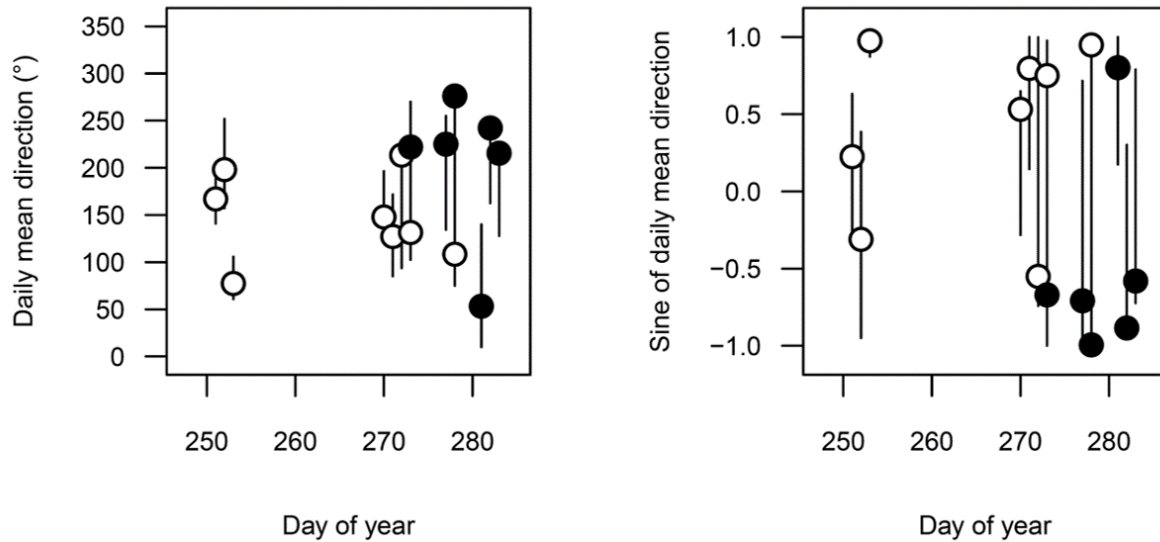 Daily mean direction (°)
350
300
250
200
150
100
50
0
250 260 270 280
Day of year
Sine of daily mean direction
1.0
0.5
0.0
−0.5
−1.0
250 260 270 280
Day of year